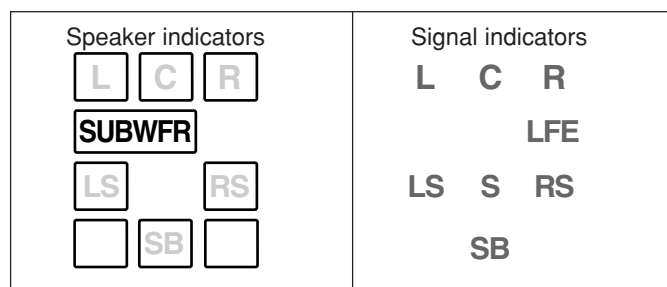 Speaker indicators
L C R
SUBWFR
LS RS
SB
Signal indicators
L C R
LFE
LS S RS
SB